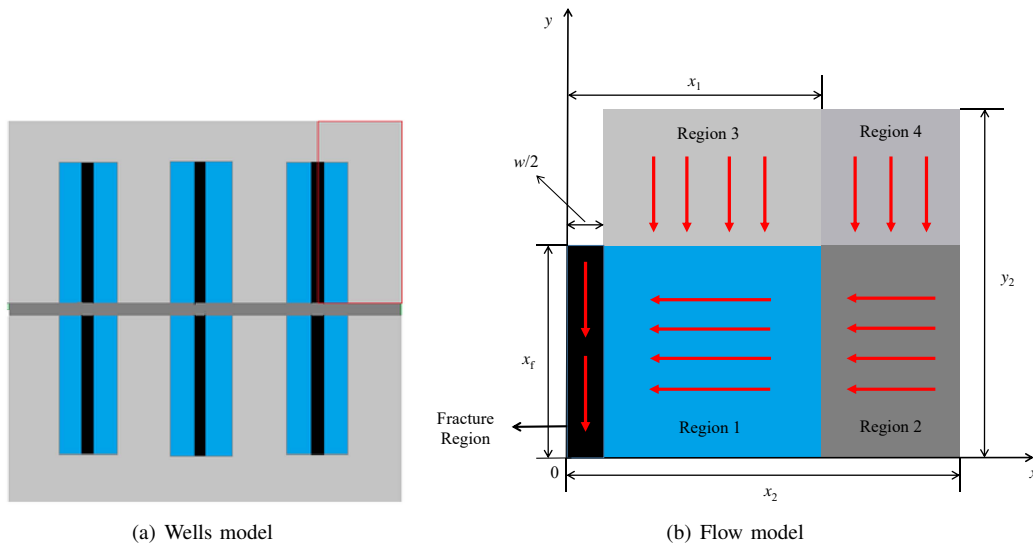 y
x₁
Region 3
Region 4
w/2
y₂
x_f
Fracture
Region
Region 1
Region 2
0
x
x₂
(a) Wells model
(b) Flow model